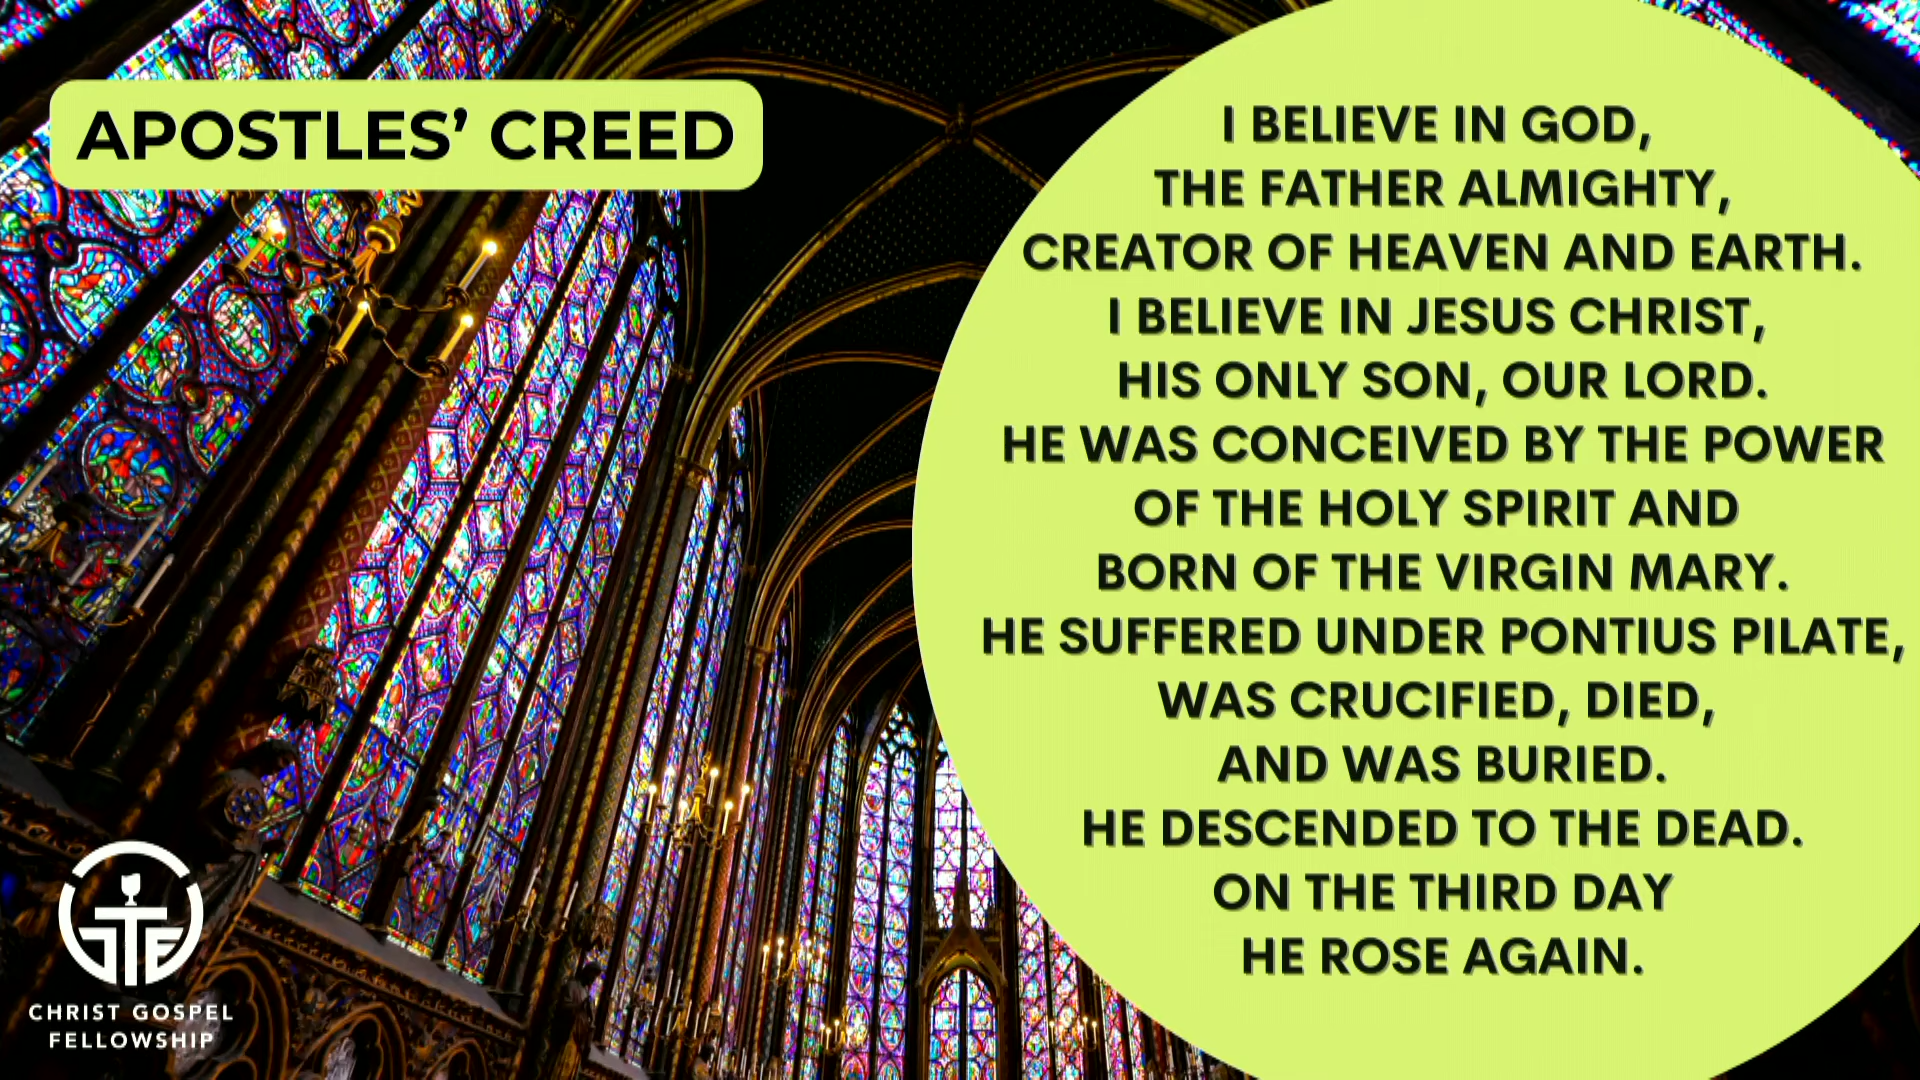 APOSTLES’ CREED
I BELIEVE IN GOD,
THE FATHER ALMIGHTY,
CREATOR OF HEAVEN AND EARTH.
I BELIEVE IN JESUS CHRIST,
HIS ONLY SON, OUR LORD.
HE WAS CONCEIVED BY THE POWER
OF THE HOLY SPIRIT AND
BORN OF THE VIRGIN MARY.
HE SUFFERED UNDER PONTIUS PILATE,
WAS CRUCIFIED, DIED,
AND WAS BURIED.
HE DESCENDED TO THE DEAD.
ON THE THIRD DAY
HE ROSE AGAIN.
CHRIST GOSPEL
FELLOWSHIP